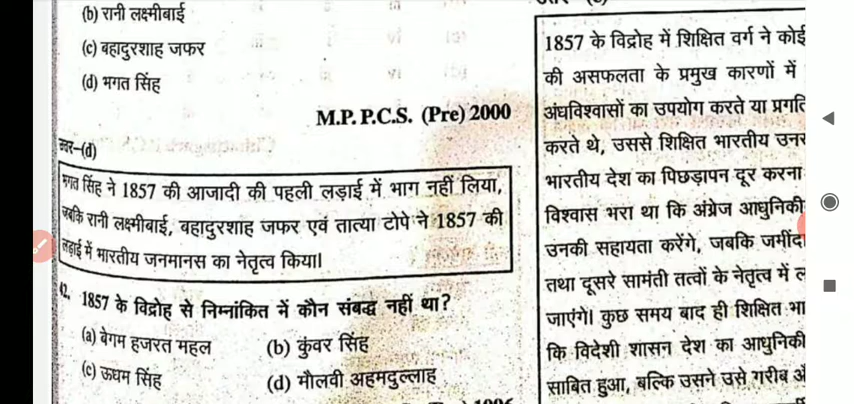 (b) रानी लक्ष्मीबाई
(c) बहादुरशाह जफर
(d) भगत सिंह
M.P. P.C.S. (Pre) 2000
उत्तर-(d)
भगत सिंह ने 1857 की आजादी की पहली लड़ाई में भाग नहीं लिया,
जबकि रानी लक्ष्मीबाई, बहादुरशाह जफर एवं तात्या टोपे ने 1857 की
लड़ाई में भारतीय जनमानस का नेतृत्व किया।
42. 1857 के विद्रोह से निम्नांकित में कौन संबद्ध नहीं था?
(a) बेगम हजरत महल (b) कुंवर सिंह
(c) ऊधम सिंह (d) मौलवी अहमदुल्लाह
1857 के विद्रोह में शिक्षित वर्ग ने कोई
की असफलता के प्रमुख कारणों में
अंधविश्वासों का उपयोग करते या प्रगति
करते थे, उससे शिक्षित भारतीय
भारतीय देश का पिछड़ापन दूर करना
विश्वास भरा था कि अंग्रेज आधुनिकी
उनकी सहायता करेंगे, जबकि
तथा दूसरे सामंती तत्वों के नेतृत्व में
जाएंगे। कुछ समय बाद ही शिक्षित भा
कि विदेशी शासन देश का आधुनिकी
साबित हुआ, बल्कि उसने उसे गरीब